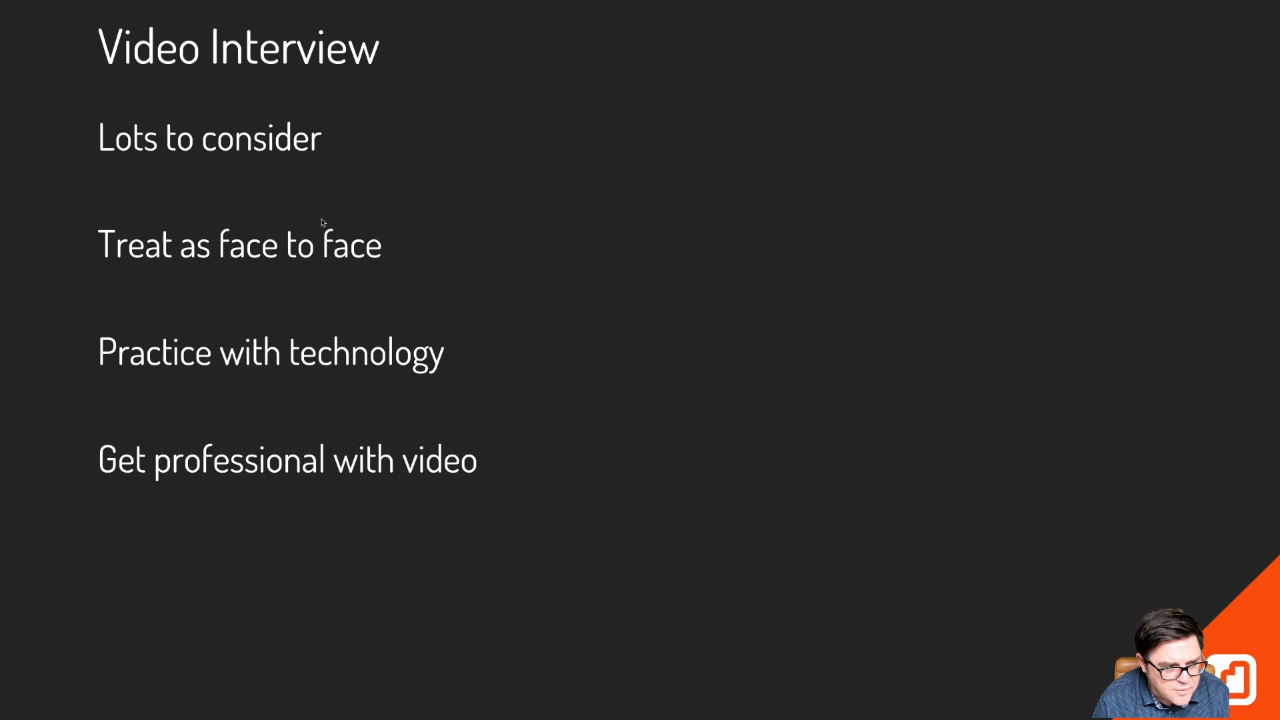 Video Interview
Lots to consider
Treat as face to face
Practice with technology
Get professional with video